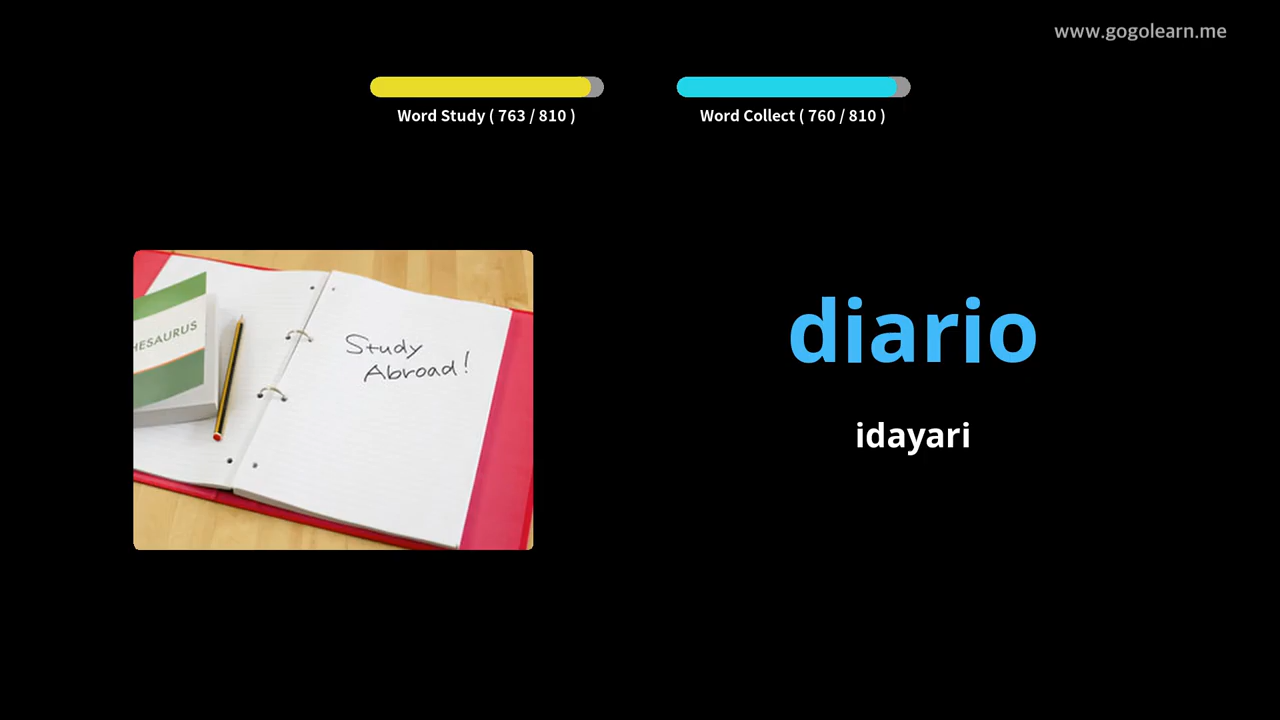 www.gogolearn.me
Word Study ( 763 / 810 )
Word Collect ( 760 / 810 )
HESAURUS
Study
Abroad!
diario
idayari